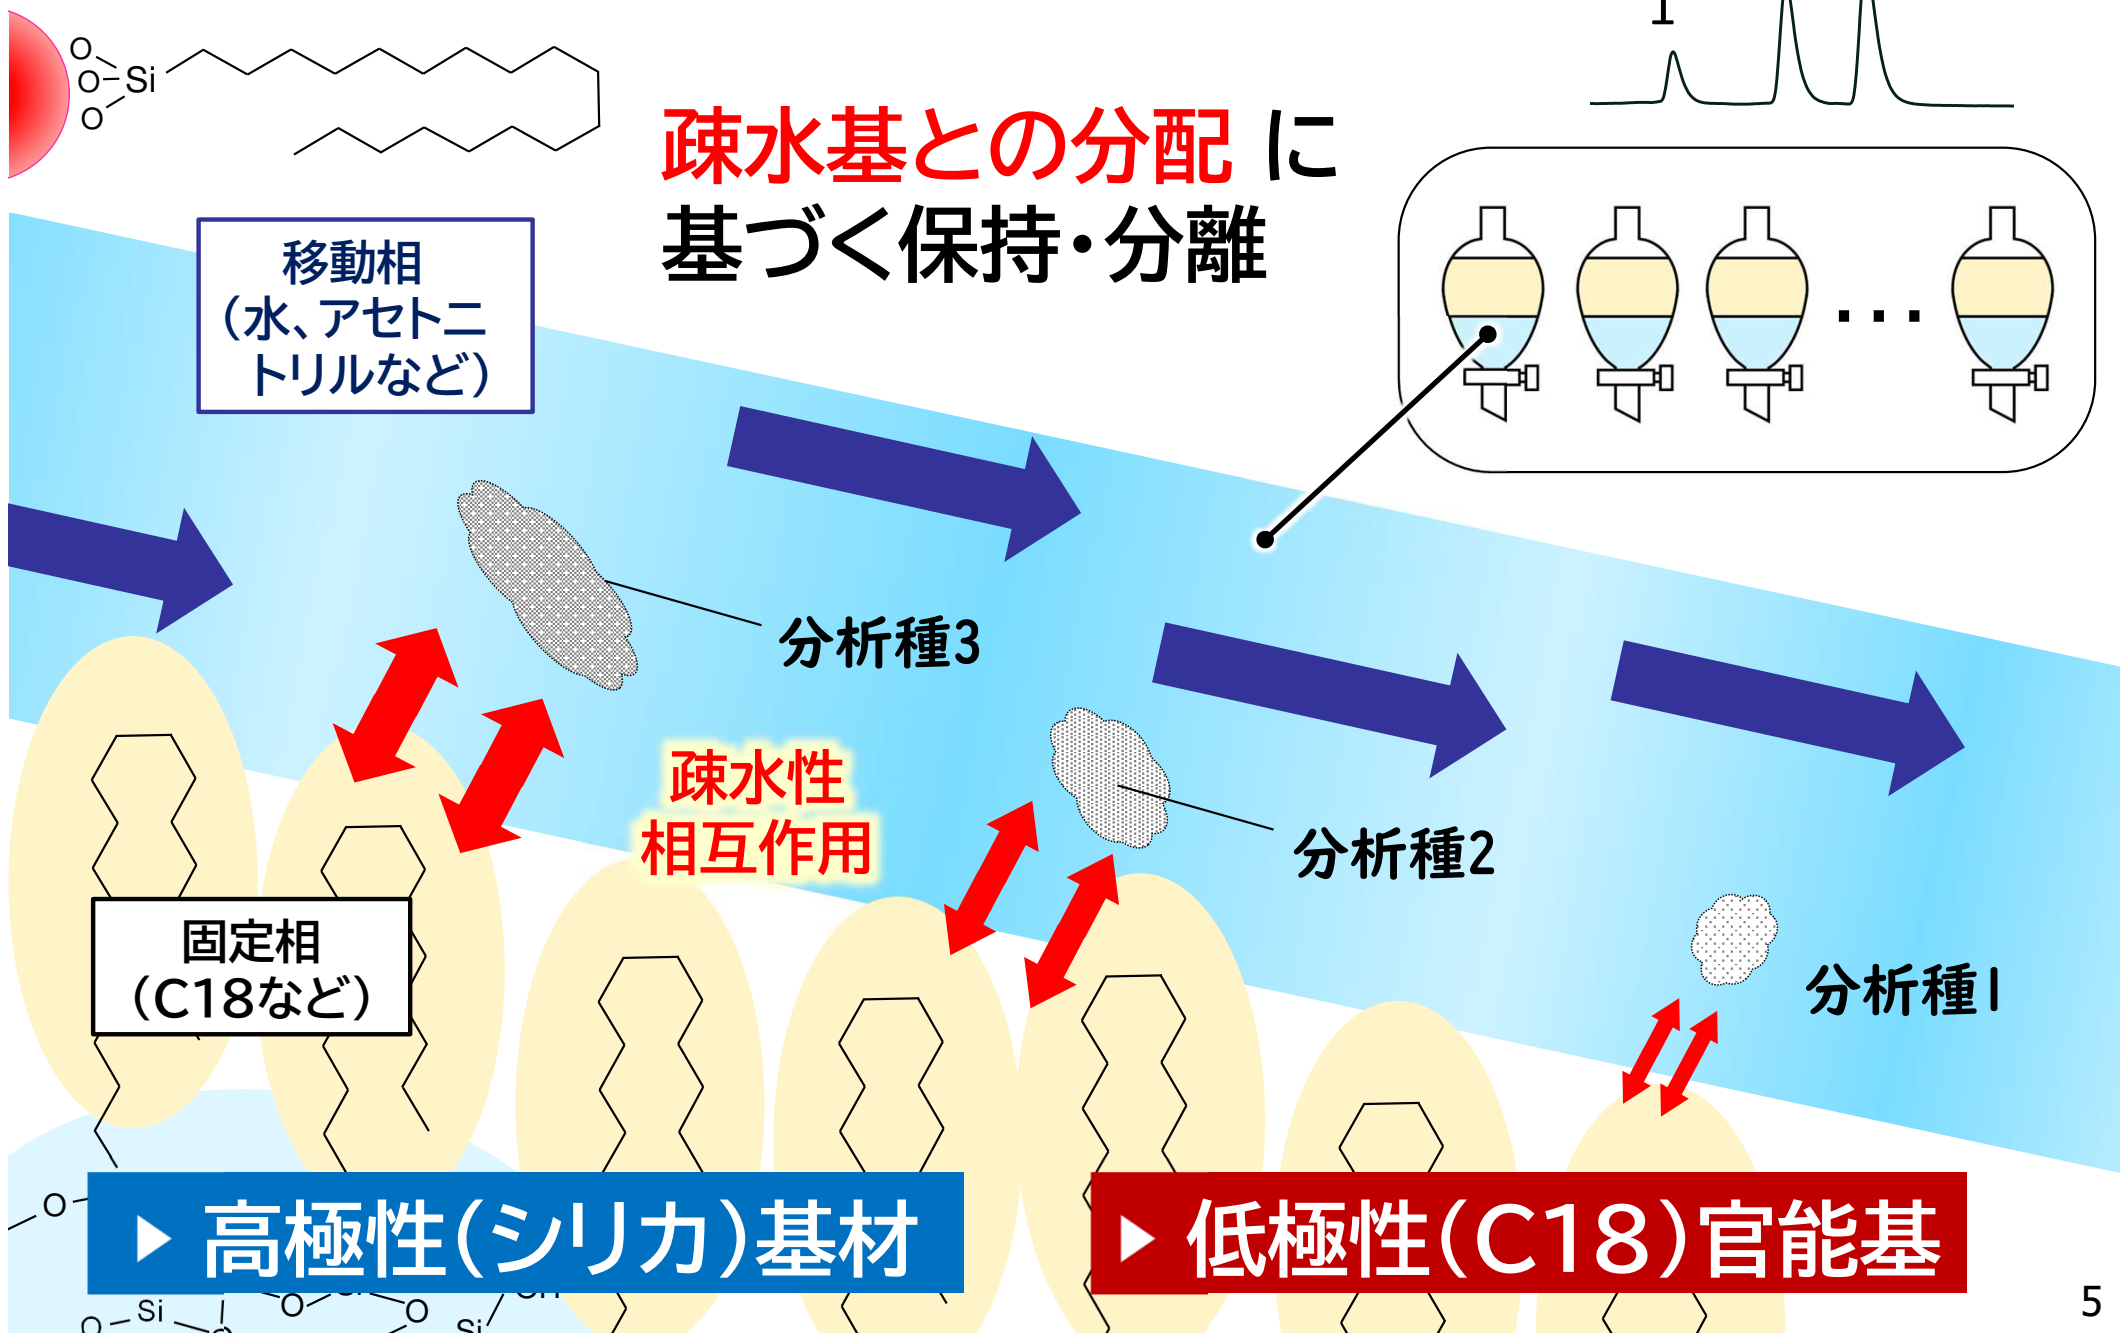 O
O
Si
O
1
疎水基との分配 に
基づく保持・分離
移動相
（水、アセトニ
トリルなど）
・・・
分析種3
疎水性
相互作用
分析種2
固定相
（C18など）
分析種1
O
▶ 高極性（シリカ）基材
▶ 低極性（C18）官能基
Si
O
O
O
Si
5